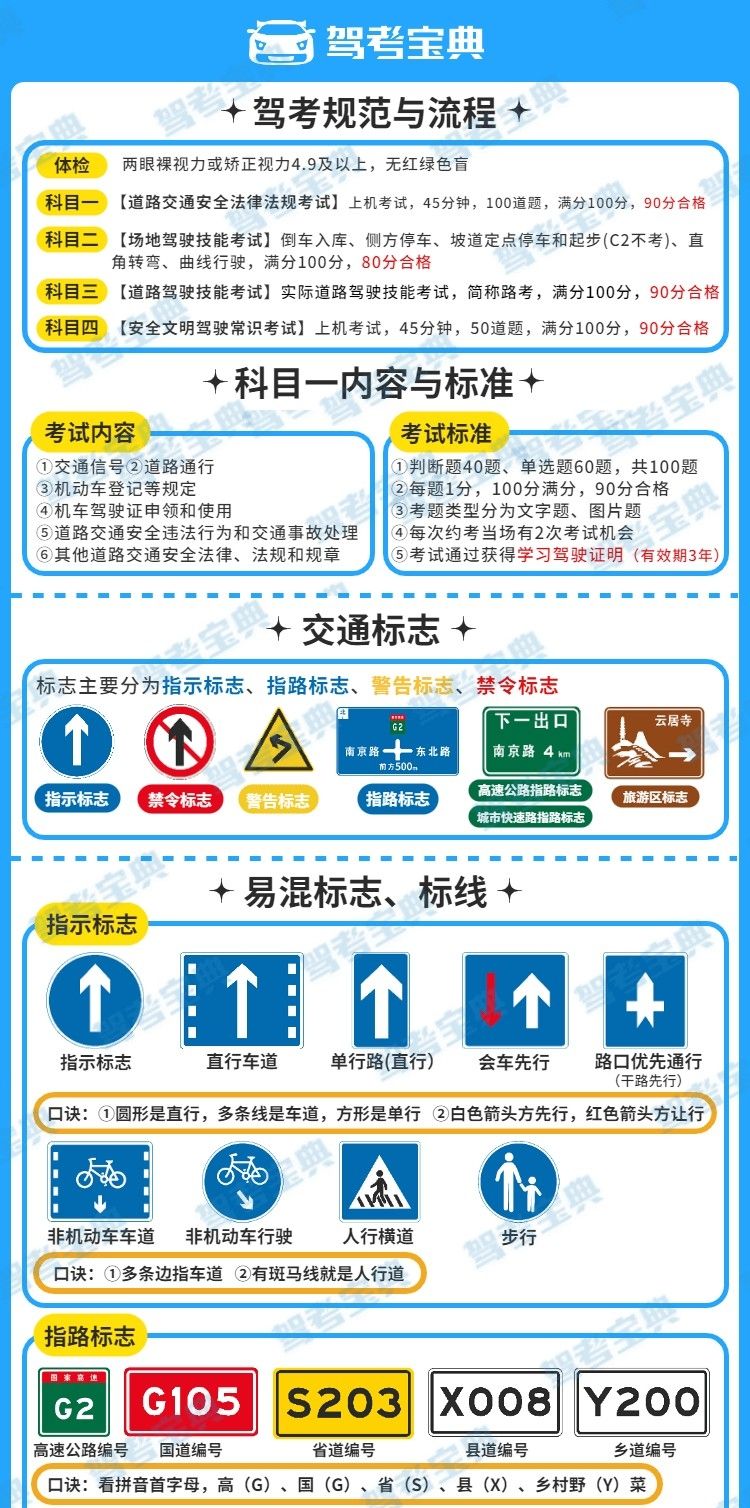 驾考宝典
驾考规范与流程
体检 两眼裸视力或矫正视力4.9及以上，无红绿色盲
科目一 【道路交通安全法律法规考试】上机考试，45分钟，100道题，满分100分，90分合格
科目二 【场地驾驶技能考试】倒车入库、侧方停车、坡道定点停车和起步(C2不考)、直
角转弯、曲线行驶，满分100分，80分合格
科目三 【道路驾驶技能考试】实际道路驾驶技能考试，简称路考，满分100分，90分合格
科目四 【安全文明驾驶常识考试】上机考试，45分钟，50道题，满分100分，90分合格
科目一内容与标准
考试内容
①交通信号②道路通行
③机动车登记等规定
④机车驾驶证申领和使用
⑤道路交通安全违法行为和交通事故处理
⑥其他道路交通安全法律、法规和规章
考试标准
①判断题40题、单选题60题，共100题
②每题1分，100分满分，90分合格
③考题类型分为文字题、图片题
④每次约考当场有2次考试机会
⑤考试通过获得学习驾驶证明（有效期3年）
交通标志
标志主要分为指示标志、指路标志、警告标志、禁令标志
北
G2
南京路 东北路
前方500m
下一出口
南京路 4 km
云居寺
指示标志 禁令标志 警告标志 指路标志 高速公路指路标志 旅游区标志
城市快速路指路标志
易混标志、标线
指示标志
指示标志 直行车道 单行路(直行) 会车先行 路口优先通行
（干路先行）
口诀：①圆形是直行，多条线是车道，方形是单行 ②白色箭头方先行，红色箭头方让行
非机动车车道 非机动车行驶 人行横道 步行
口诀：①多条边指车道 ②有斑马线就是人行道
指路标志
国家高速
G2 G105 S203 X008 Y200
高速公路编号 国道编号 省道编号 县道编号 乡道编号
口诀：看拼音首字母，高（G）、国（G）、省（S）、县（X）、乡村野（Y）菜